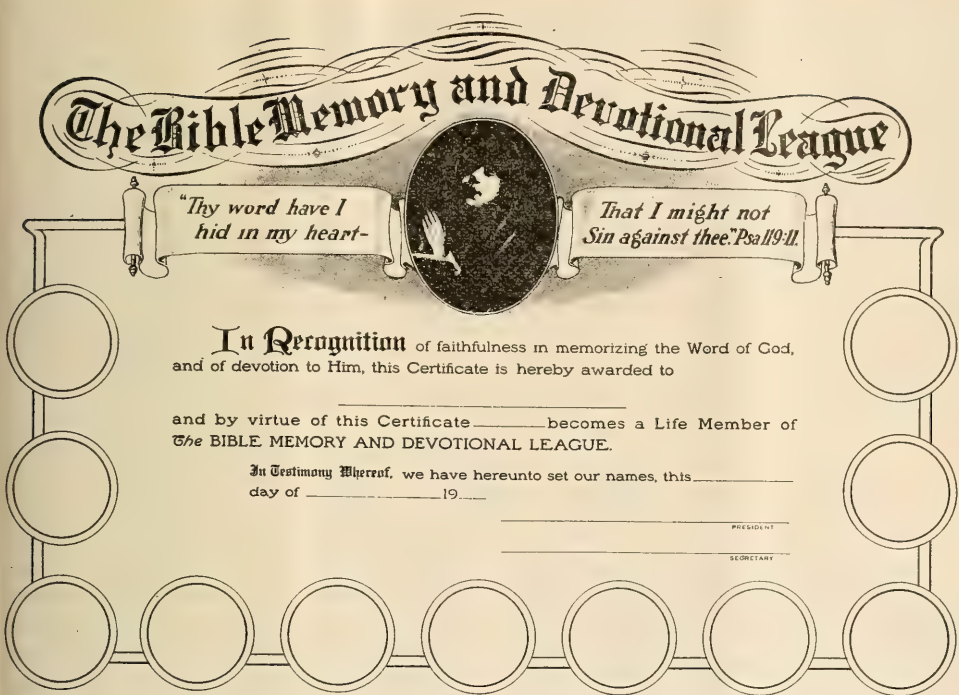 The Bible Memory and Devotional League
"Thy word have I
hid in my heart-
That I might not
Sin against thee." Psa 119:11.
In Recognition of faithfulness in memorizing the Word of God,
and of devotion to Him, this Certificate is hereby awarded to
and by virtue of this Certificate ______ becomes a Life Member of
The BIBLE MEMORY AND DEVOTIONAL LEAGUE.
In Testimony Whereof, we have hereunto set our names, this ______
day of ______ 19__
PRESIDENT
SECRETARY